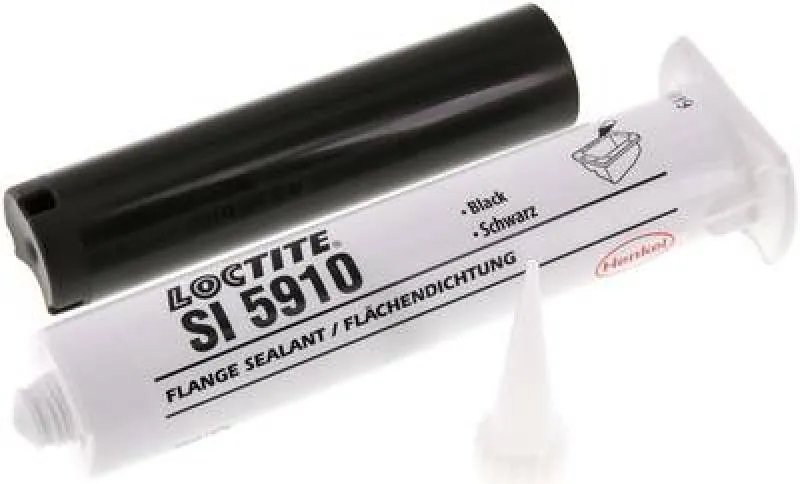 LOCTITE®
SI 5910
• Black
• Schwarz
FLANGE SEALANT / FLÄCHENDICHTUNG
Henkel